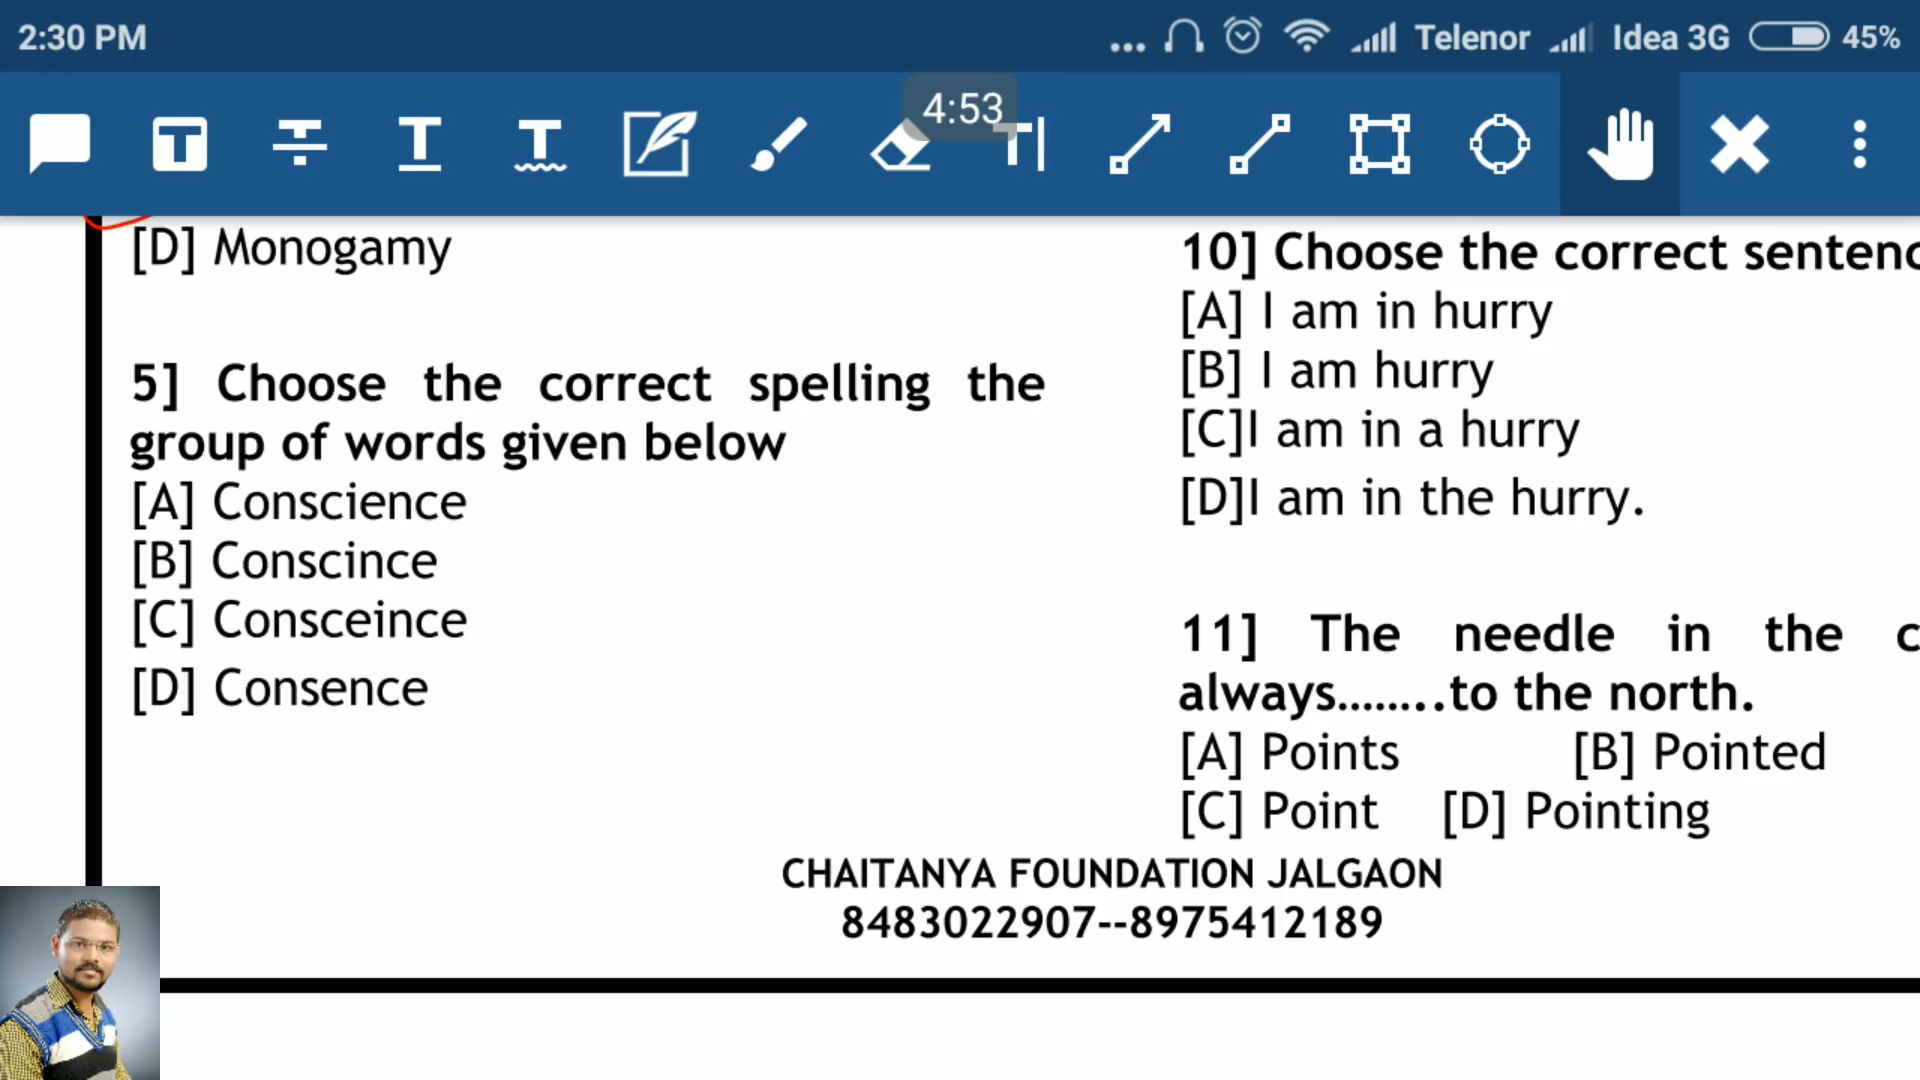 2:30 PM
... Telenor Idea 3G 45%
4:53
[D] Monogamy
5] Choose the correct spelling the
group of words given below
[A] Conscience
[B] Conscince
[C] Consceince
[D] Consence
10] Choose the correct
[A] I am in hurry
[B] I am hurry
[C]I am in a hurry
[D]I am in the hurry.
11] The needle in the
always........to the north.
[A] Points [B] Pointed
[C] Point [D] Pointing
CHAITANYA FOUNDATION JALGAON
8483022907--8975412189